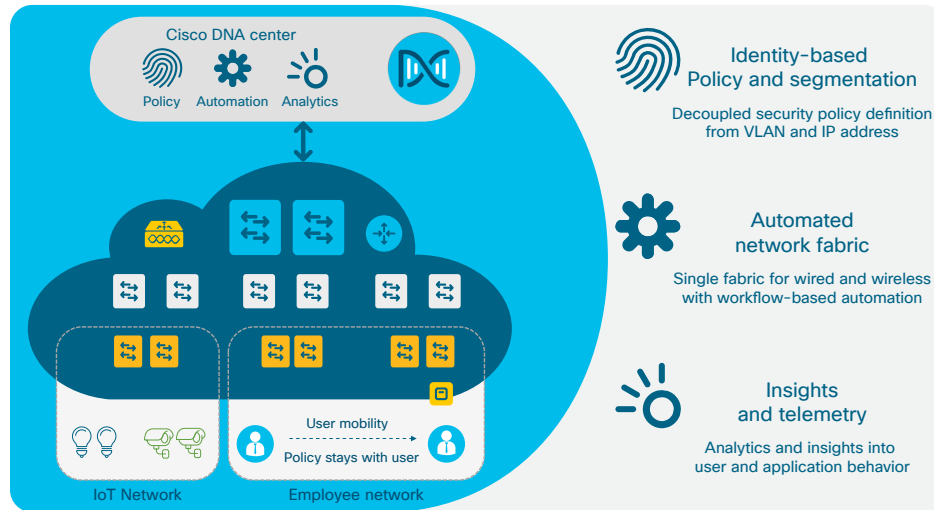 Cisco DNA center
Policy
Automation
Analytics
User mobility
Policy stays with user
IoT Network
Employee network
Identity-based
Policy and segmentation
Decoupled security policy definition
from VLAN and IP address
Automated
network fabric
Single fabric for wired and wireless
with workflow-based automation
Insights
and telemetry
Analytics and insights into
user and application behavior